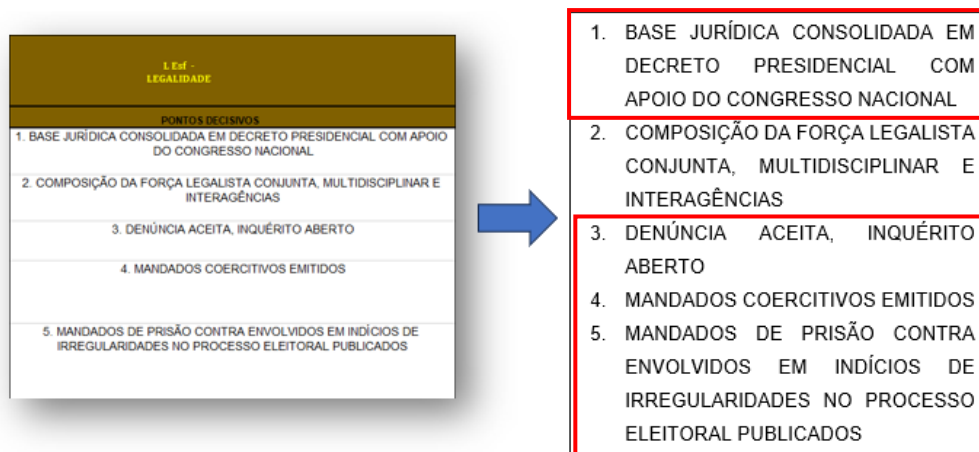 L Esf -
LEGALIDADE
PONTOS DECISIVOS
1. BASE JURÍDICA CONSOLIDADA EM DECRETO PRESIDENCIAL COM APOIO
DO CONGRESSO NACIONAL
2. COMPOSIÇÃO DA FORÇA LEGALISTA CONJUNTA, MULTIDISCIPLINAR E
INTERAGÊNCIAS
3. DENÚNCIA ACEITA, INQUÉRITO ABERTO
4. MANDADOS COERCITIVOS EMITIDOS
5. MANDADOS DE PRISÃO CONTRA ENVOLVIDOS EM INDÍCIOS DE
IRREGULARIDADES NO PROCESSO ELEITORAL PUBLICADOS
1. BASE JURÍDICA CONSOLIDADA EM
DECRETO PRESIDENCIAL COM
APOIO DO CONGRESSO NACIONAL
2. COMPOSIÇÃO DA FORÇA LEGALISTA
CONJUNTA, MULTIDISCIPLINAR E
INTERAGÊNCIAS
3. DENÚNCIA ACEITA, INQUÉRITO
ABERTO
4. MANDADOS COERCITIVOS EMITIDOS
5. MANDADOS DE PRISÃO CONTRA
ENVOLVIDOS EM INDÍCIOS DE
IRREGULARIDADES NO PROCESSO
ELEITORAL PUBLICADOS